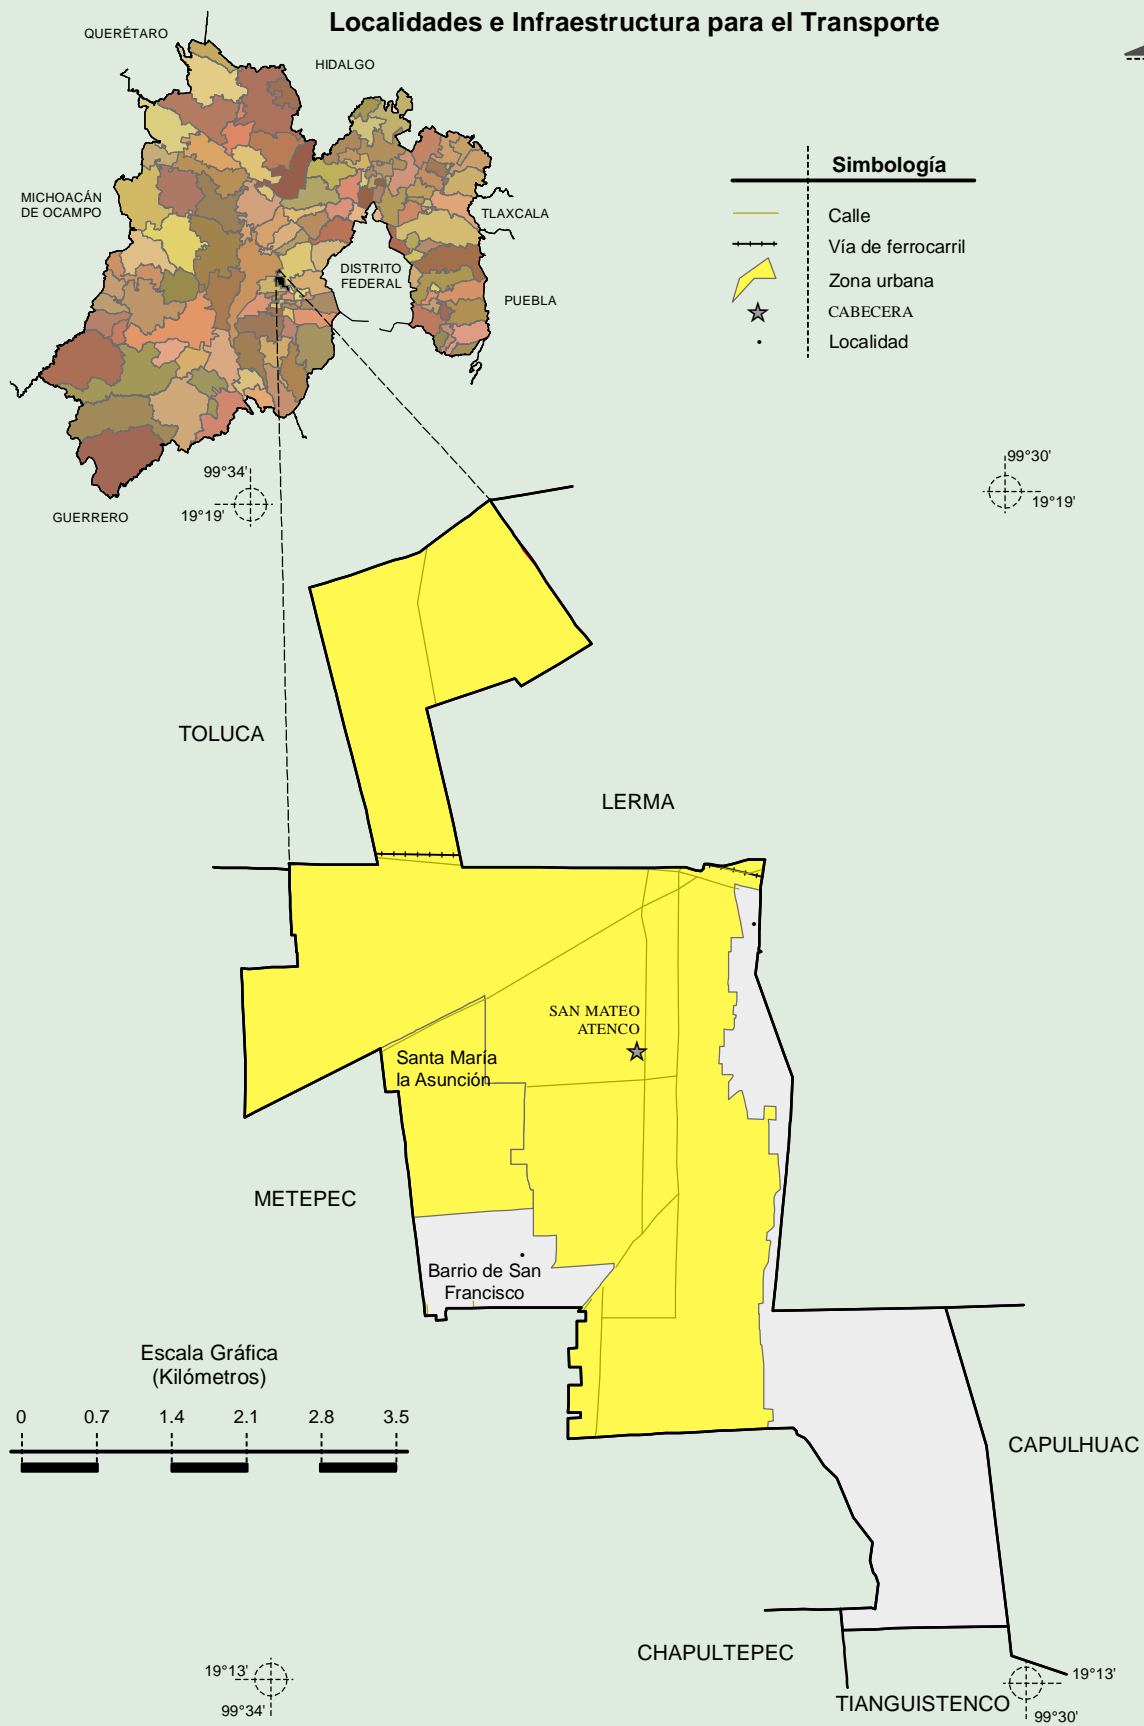 Localidades e Infraestructura para el Transporte
QUERÉTARO
HIDALGO
MICHOACÁN
DE OCAMPO
TLAXCALA
DISTRITO
FEDERAL
PUEBLA
GUERRERO
Simbología
Calle
Vía de ferrocarril
Zona urbana
CABECERA
Localidad
99°34'
19°19'
99°30'
19°19'
TOLUCA
LERMA
SAN MATEO
ATENCO
Santa María
la Asunción
METEPEC
Barrio de San
Francisco
Escala Gráfica
(Kilómetros)
0 0.7 1.4 2.1 2.8 3.5
CAPULHUAC
CHAPULTEPEC
TIANGUISTENCO
19°13'
99°34'
19°13'
99°30'